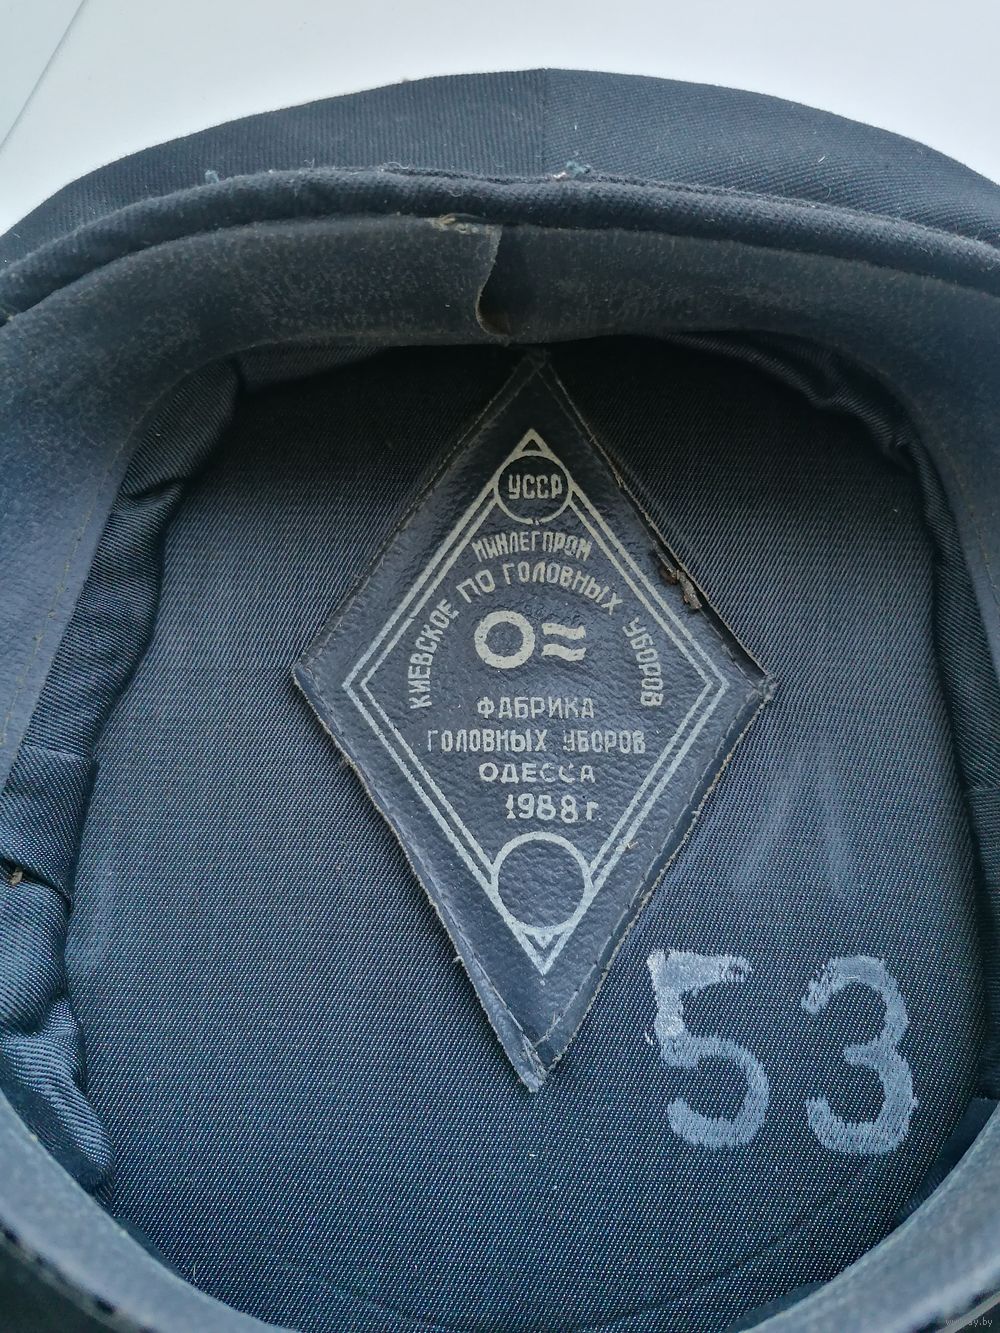 УССР
МИНЛЕГПРОМ
КИЕВСКОЕ ПО ГОЛОВНЫХ УБОРОВ
ФАБРИКА
ГОЛОВНЫХ УБОРОВ
ОДЕССА
1988 г
53